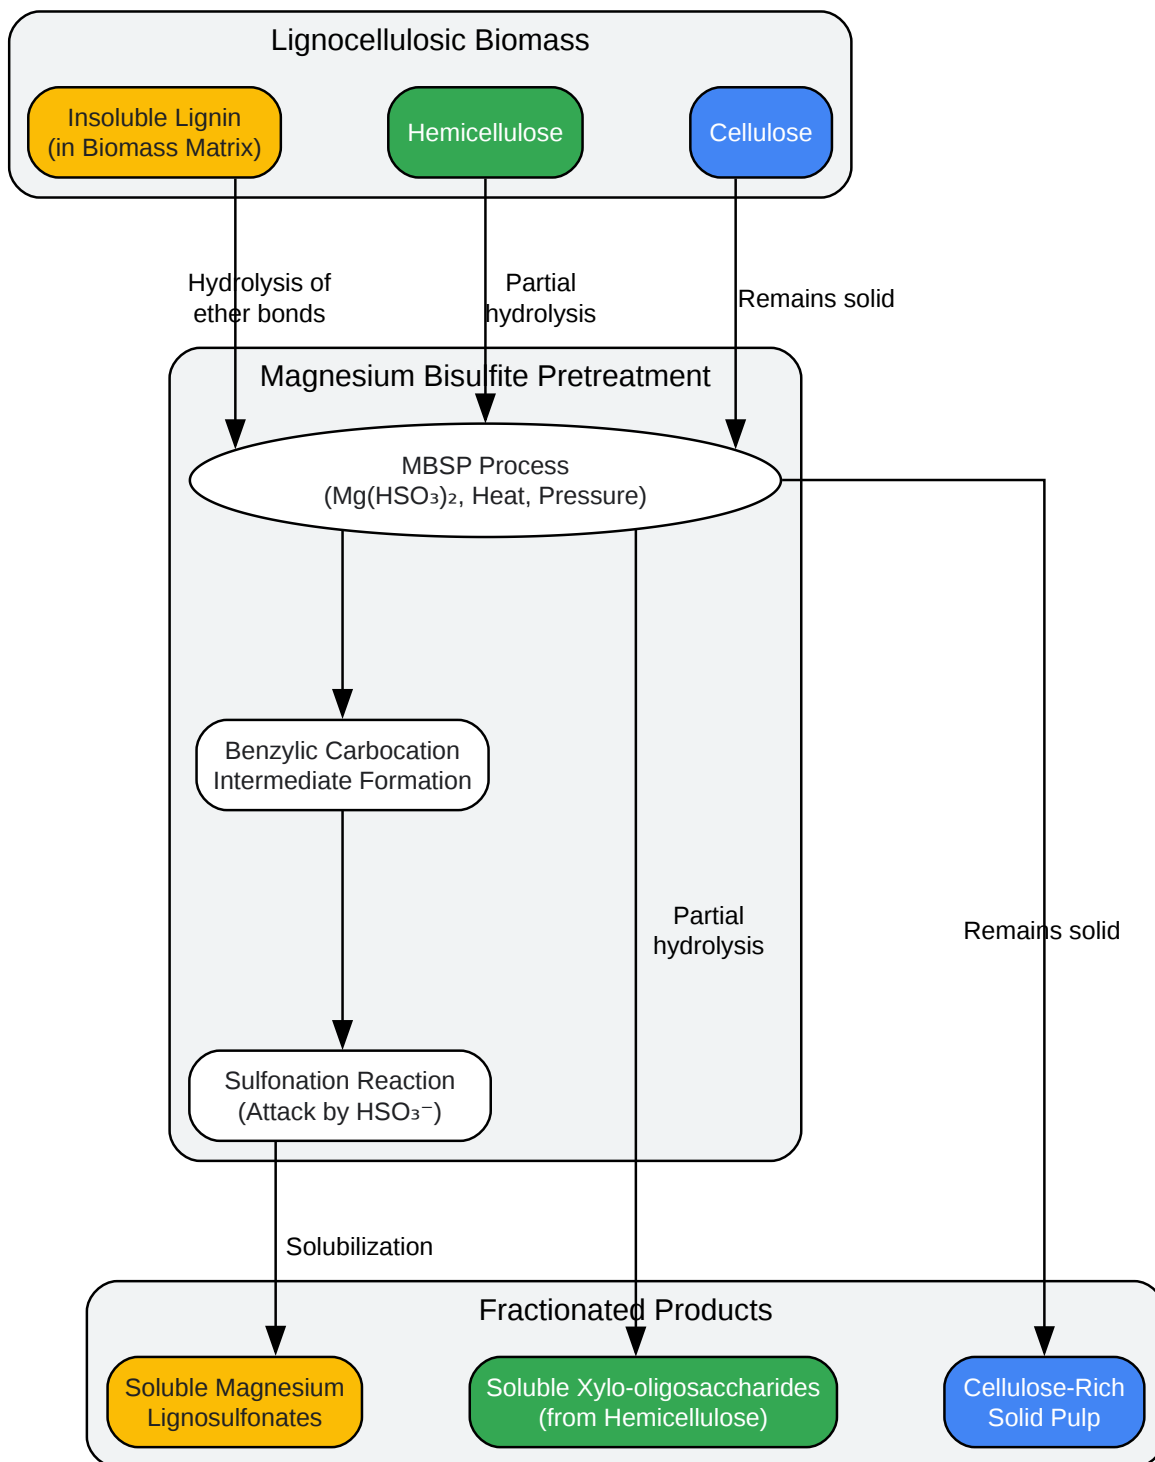 Lignocellulosic Biomass
Insoluble Lignin
(in Biomass Matrix)
Hemicellulose
Cellulose
Hydrolysis of
ether bonds
Partial
hydrolysis
Remains solid
Magnesium Bisulfite Pretreatment
MBSP Process
(Mg(HSO₃)₂, Heat, Pressure)
Benzylic Carbocation
Intermediate Formation
Partial
hydrolysis
Remains solid
Sulfonation Reaction
(Attack by HSO₃⁻)
Solubilization
Fractionated Products
Soluble Magnesium
Lignosulfonates
Soluble Xylo-oligosaccharides
(from Hemicellulose)
Cellulose-Rich
Solid Pulp